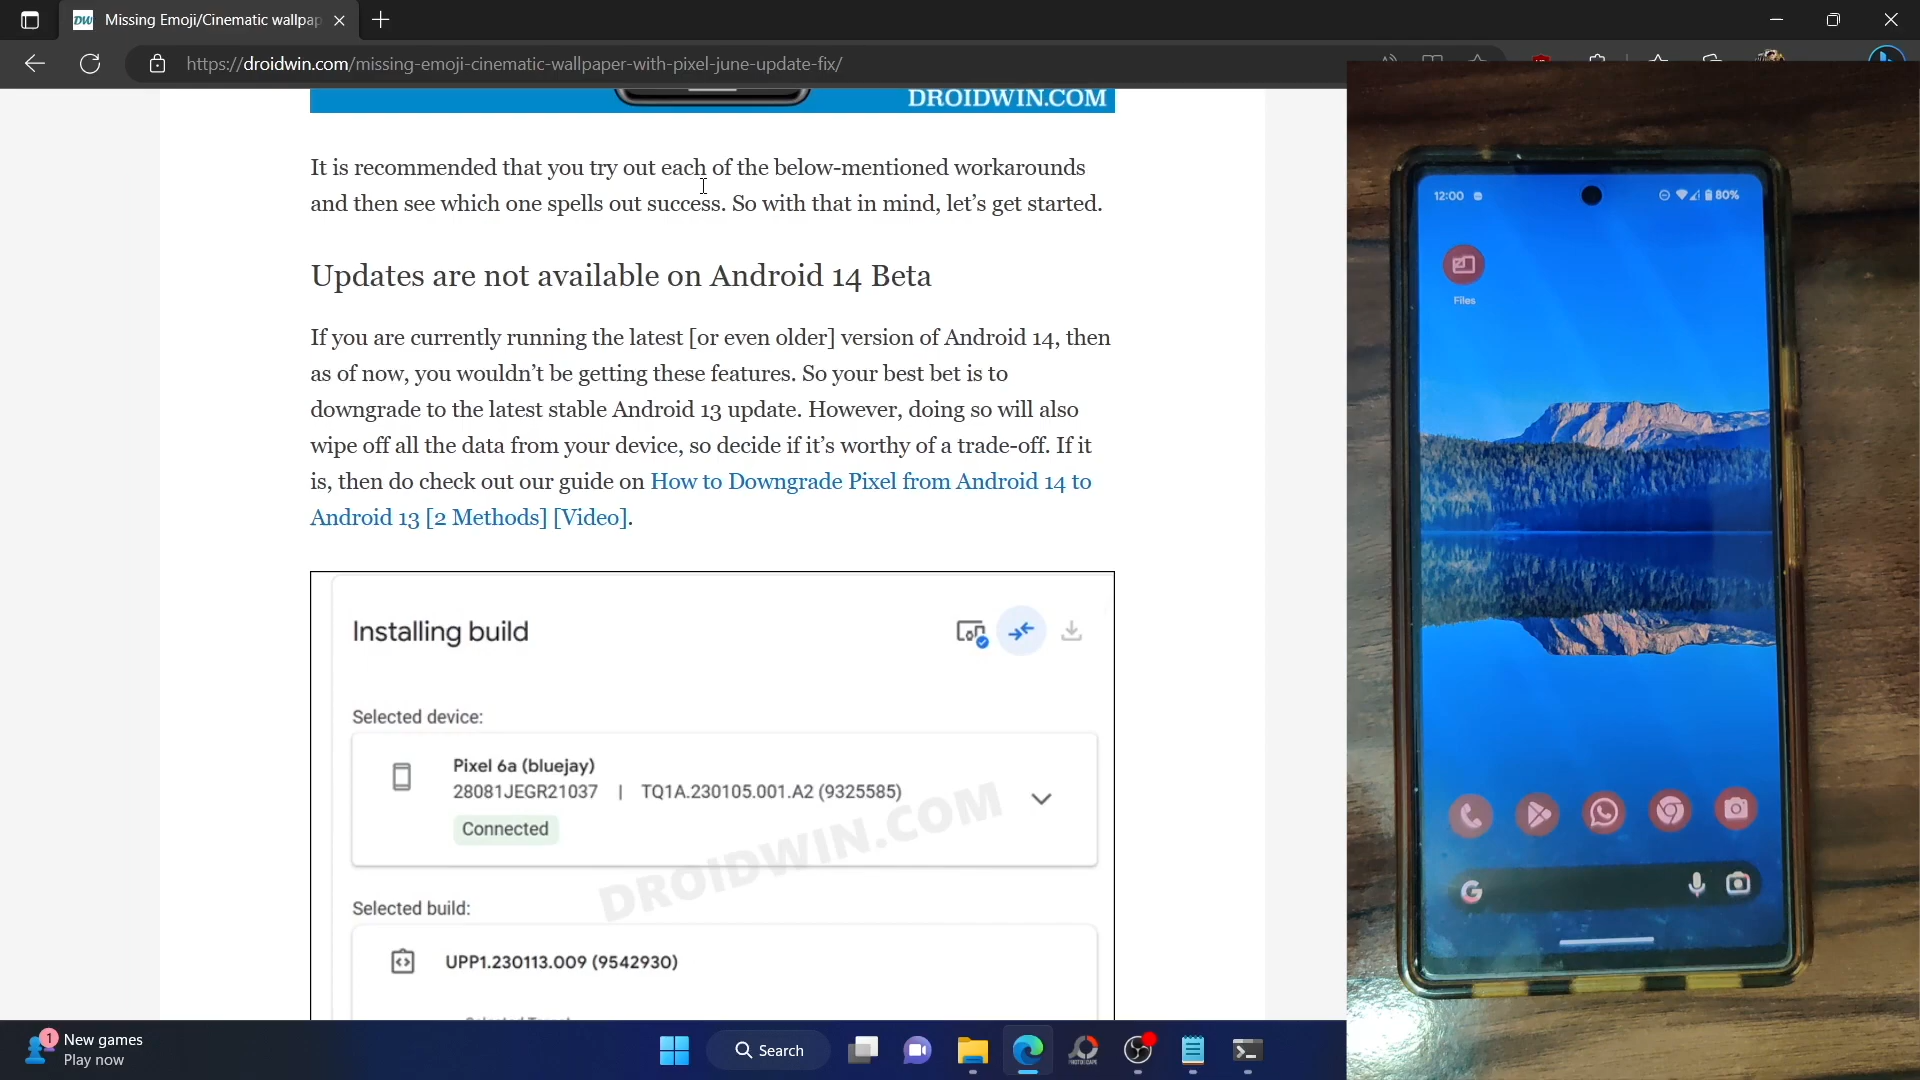 DW Missing Emoji/Cinematic wallpap
https://droidwin.com/missing-emoji-cinematic-wallpaper-with-pixel-june-update-fix/
DROIDWIN.COM
It is recommended that you try out each of the below-mentioned workarounds
and then see which one spells out success. So with that in mind, let’s get started.
Updates are not available on Android 14 Beta
If you are currently running the latest [or even older] version of Android 14, then
as of now, you wouldn’t be getting these features. So your best bet is to
downgrade to the latest stable Android 13 update. However, doing so will also
wipe off all the data from your device, so decide if it’s worthy of a trade-off. If it
is, then do check out our guide on How to Downgrade Pixel from Android 14 to
Android 13 [2 Methods] [Video].
Installing build
Selected device:
Pixel 6a (bluejay)
28081JEGR21037 | TQ1A.230105.001.A2 (9325585)
Connected
DROIDWIN.COM
Selected build:
UPP1.230113.009 (9542930)
12:00
80%
Files
G
1
New games
Play now
Search